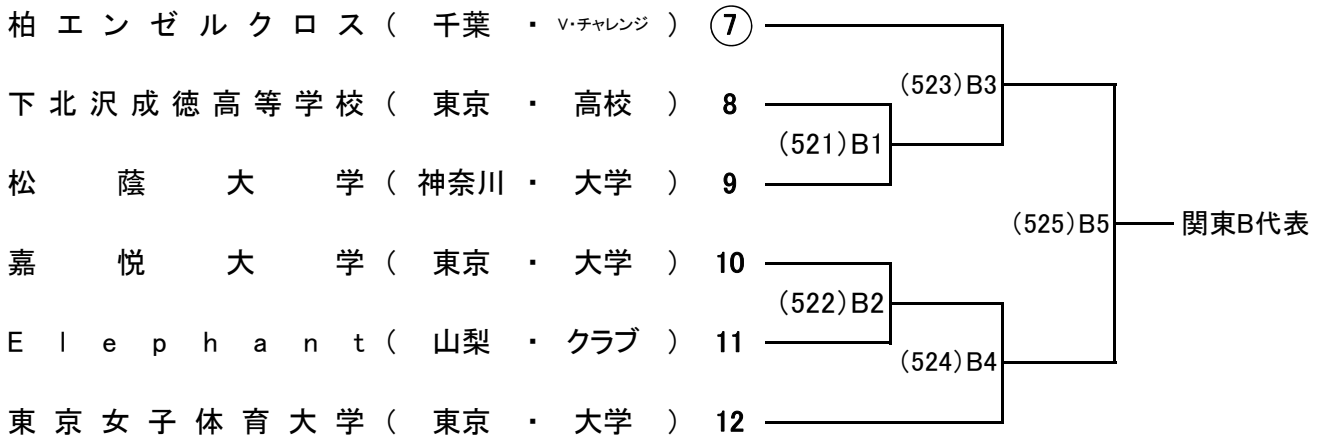 柏エンゼルクロス( 千葉 ・ V・チャレンジ ) ⑦
(523)B3
下北沢成徳高等学校( 東京 ・ 高校 ) 8
(521)B1
松蔭大学( 神奈川 ・ 大学 ) 9
(525)B5 関東B代表
嘉悦大学( 東京 ・ 大学 ) 10
(522)B2
Elephant( 山梨 ・ クラブ ) 11
(524)B4
東京女子体育大学( 東京 ・ 大学 ) 12